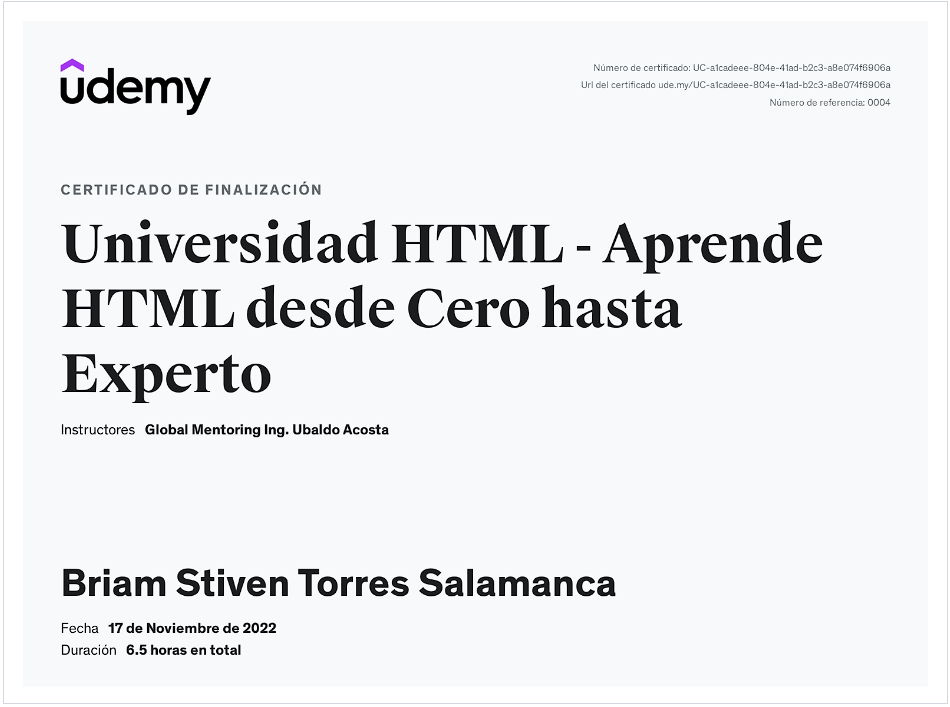 udemy
Número de certificado: UC-a1cadeee-804e-41ad-b2c3-a8e074f6906a
Url del certificado ude.my/UC-a1cadeee-804e-41ad-b2c3-a8e074f6906a
Número de referencia: 0004
CERTIFICADO DE FINALIZACIÓN
Universidad HTML - Aprende
HTML desde Cero hasta
Experto
Instructores Global Mentoring Ing. Ubaldo Acosta
Briam Stiven Torres Salamanca
Fecha 17 de Noviembre de 2022
Duración 6.5 horas en total